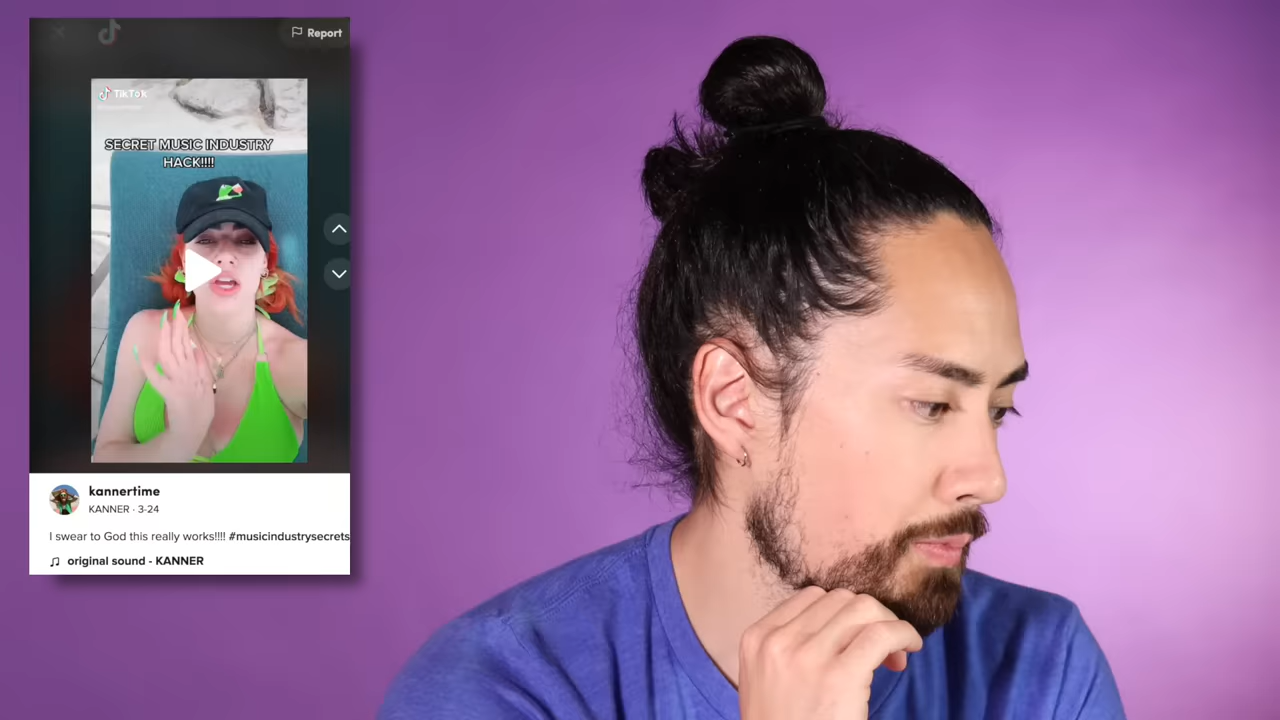 Report
TikTok
SECRET MUSIC INDUSTRY
HACK!!!!
kannertime
KANNER · 3-24
I swear to God this really works!!!! #musicindustrysecrets
original sound - KANNER